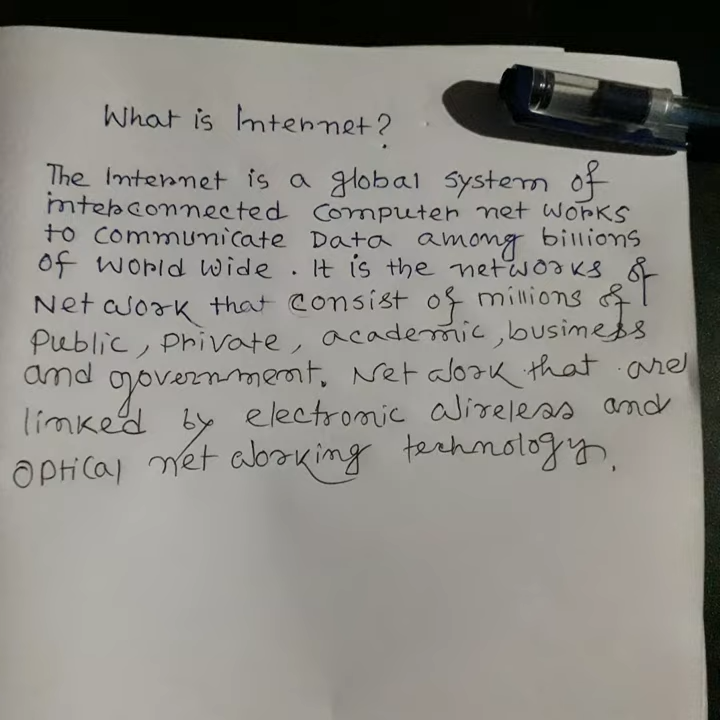 What is Internet?
The Internet is a global system of
interconnected computer net works
to communicate Data among billions
of World Wide. It is the networks of
Net work that consist of millions of
Public, Private, academic, business
and government. Net work that are
linked by electronic Wireless and
Optical net working technology.